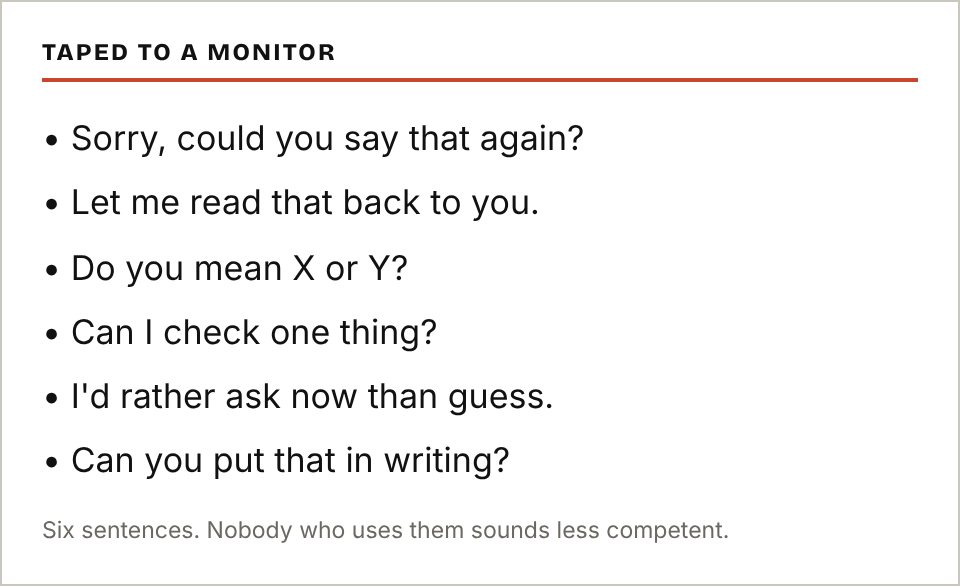 TAPED TO A MONITOR
• Sorry, could you say that again?
• Let me read that back to you.
• Do you mean X or Y?
• Can I check one thing?
• I'd rather ask now than guess.
• Can you put that in writing?
Six sentences. Nobody who uses them sounds less competent.